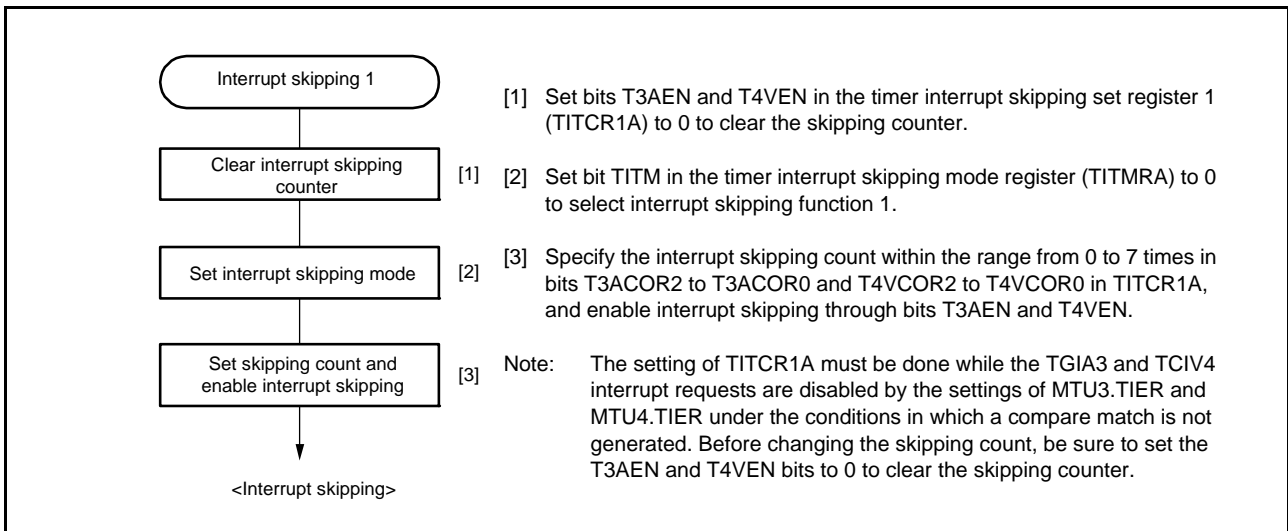 Interrupt skipping 1
Clear interrupt skipping
counter
[1]
Set interrupt skipping mode
[2]
Set skipping count and
enable interrupt skipping
[3]
<Interrupt skipping>
[1] Set bits T3AEN and T4VEN in the timer interrupt skipping set register 1
(TITCR1A) to 0 to clear the skipping counter.
[2] Set bit TITM in the timer interrupt skipping mode register (TITMRA) to 0
to select interrupt skipping function 1.
[3] Specify the interrupt skipping count within the range from 0 to 7 times in
bits T3ACOR2 to T3ACOR0 and T4VCOR2 to T4VCOR0 in TITCR1A,
and enable interrupt skipping through bits T3AEN and T4VEN.
Note: The setting of TITCR1A must be done while the TGIA3 and TCIV4
interrupt requests are disabled by the settings of MTU3.TIER and
MTU4.TIER under the conditions in which a compare match is not
generated. Before changing the skipping count, be sure to set the
T3AEN and T4VEN bits to 0 to clear the skipping counter.